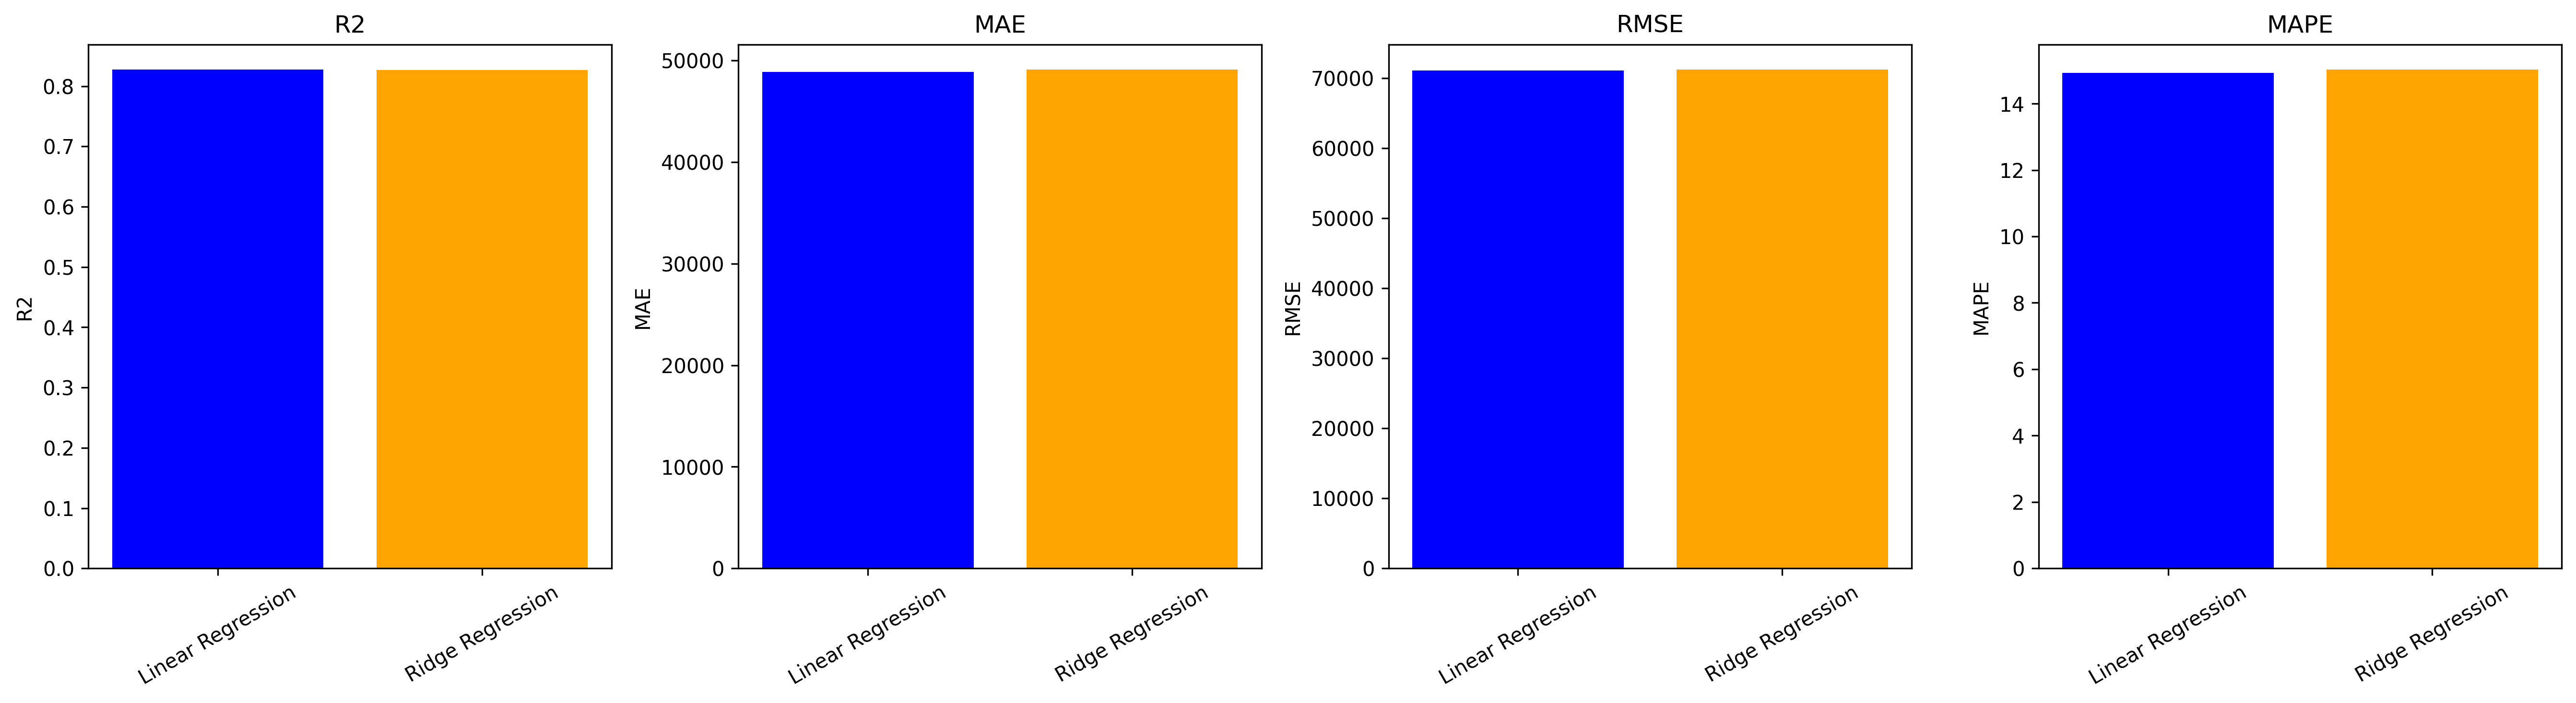 R2
R2
0.8
0.7
0.6
0.5
0.4
0.3
0.2
0.1
0.0
Linear Regression
Ridge Regression
MAE
MAE
50000
40000
30000
20000
10000
0
Linear Regression
Ridge Regression
RMSE
RMSE
70000
60000
50000
40000
30000
20000
10000
0
Linear Regression
Ridge Regression
MAPE
MAPE
14
12
10
8
6
4
2
0
Linear Regression
Ridge Regression